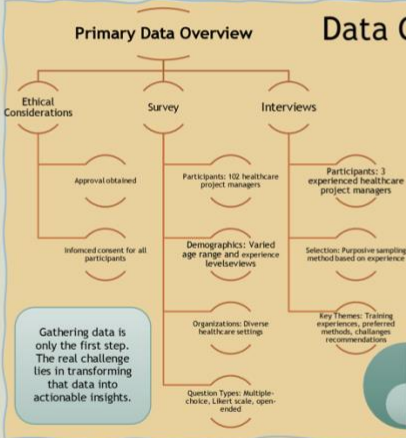 Primary Data Overview
Data
Ethical
Considerations
Survey
Interviews
Approval obtained
Informed consent for all
participants
Participants: 102 healthcare
project managers
Demographics: Varied
age range and experience
levelseviews
Organizations: Diverse
healthcare settings
Question Types: Multiple-
choice, Likert scale, open-
ended
Participants: 3
experienced healthcare
project managers
Selection: Purposive sampling
method based on experience
Key Themes: Training
experiences, preferred
methods, challenges
recommendations
Gathering data is
only the first step.
The real challenge
lies in transforming
that data into
actionable insights.